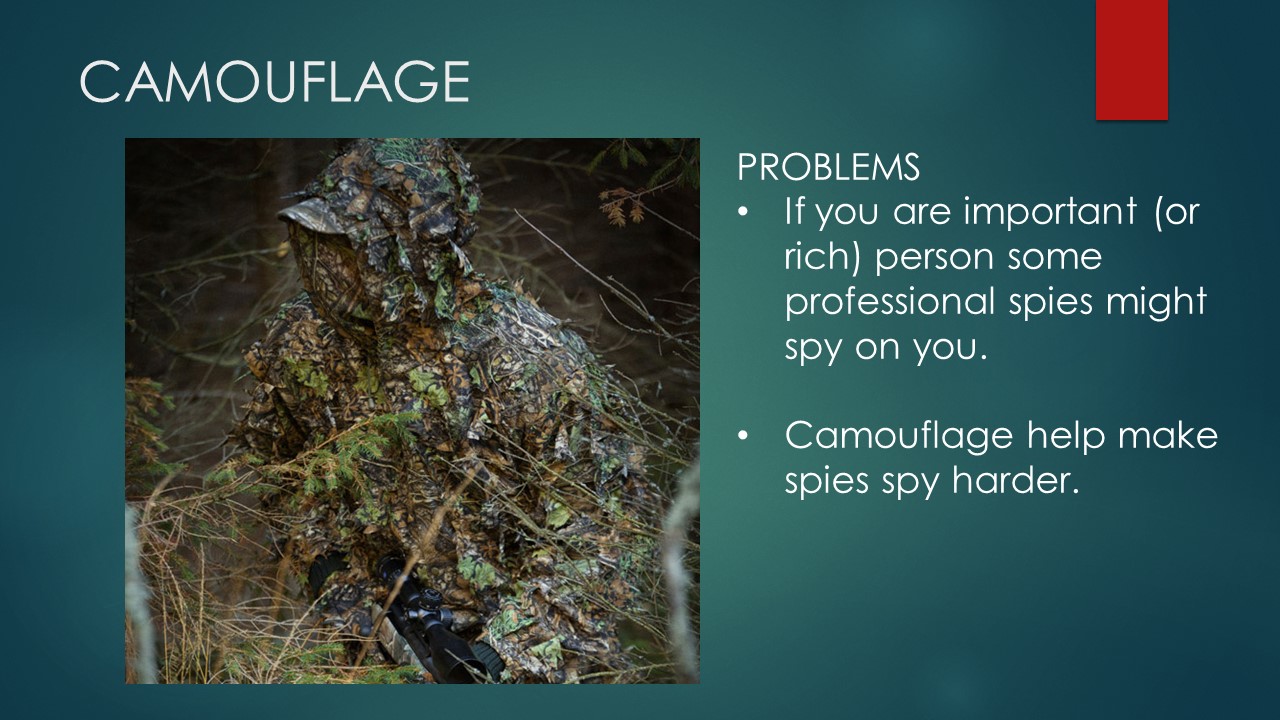 CAMOUFLAGE
PROBLEMS
• If you are important (or
rich) person some
professional spies might
spy on you.
• Camouflage help make
spies spy harder.